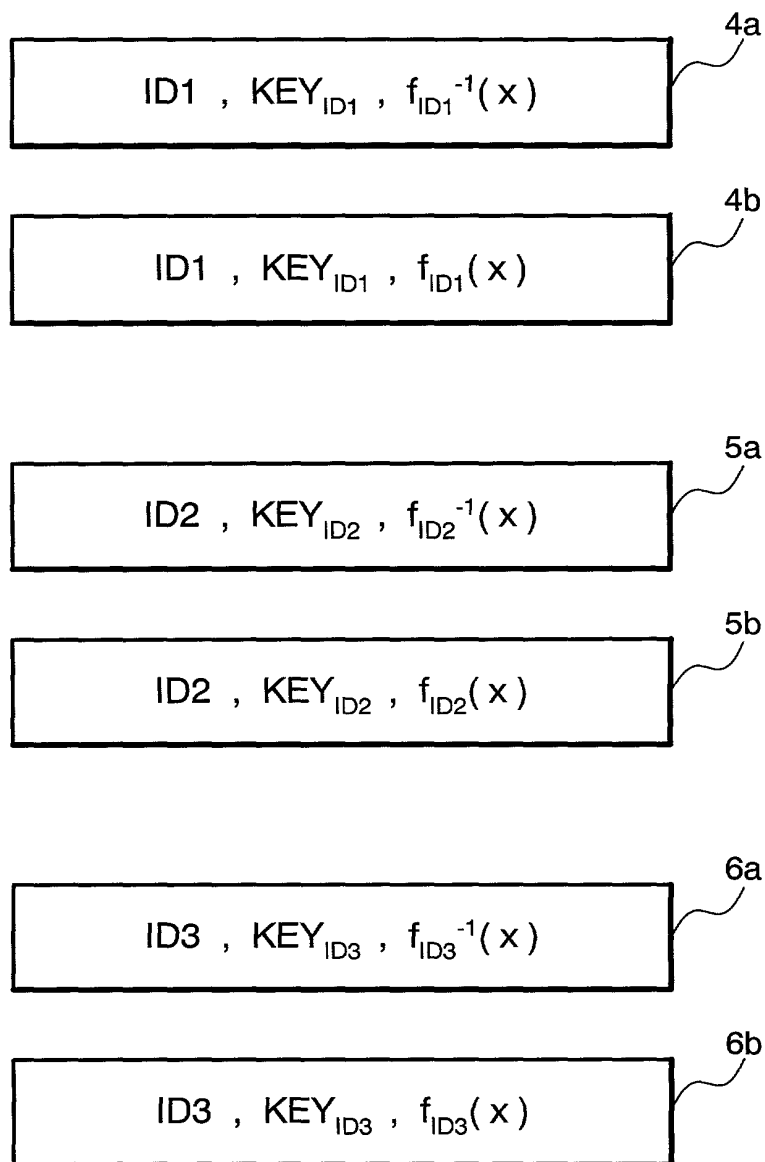 4a
ID1 , KEY_ID1 , f_ID1^-1(x)
4b
ID1 , KEY_ID1 , f_ID1(x)
5a
ID2 , KEY_ID2 , f_ID2^-1(x)
5b
ID2 , KEY_ID2 , f_ID2(x)
6a
ID3 , KEY_ID3 , f_ID3^-1(x)
6b
ID3 , KEY_ID3 , f_ID3(x)